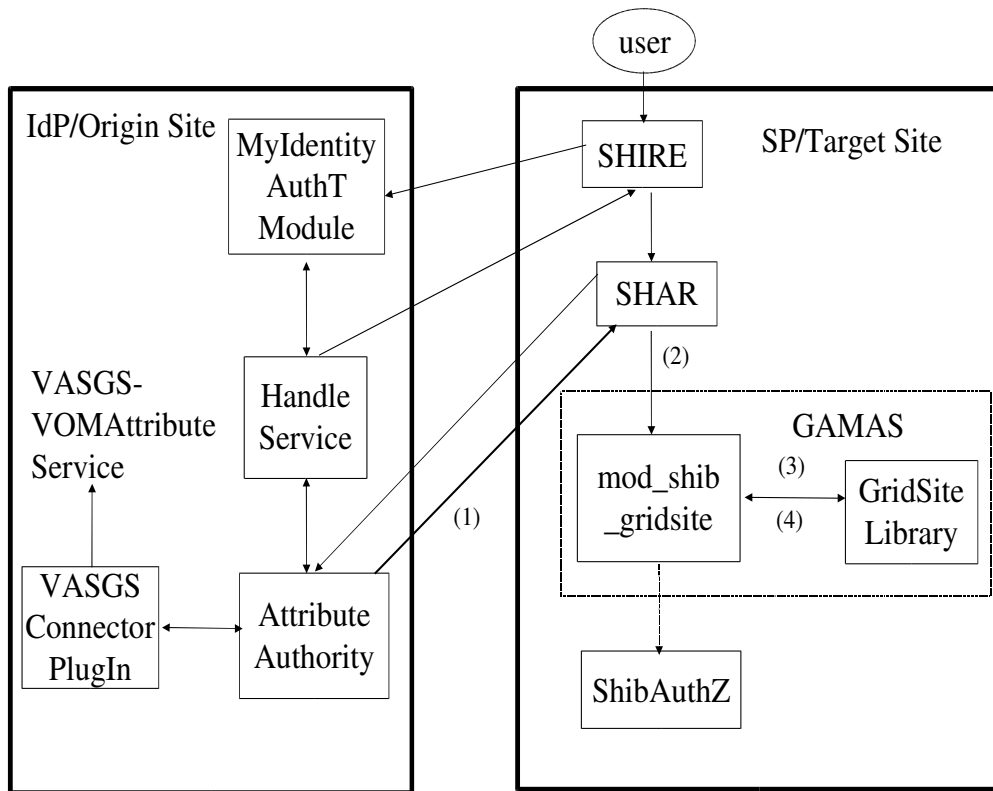 user
IdP/Origin Site
MyIdentity
AuthT
Module
SHIRE
SP/Target Site
SHAR
(2)
VASGS-
VOMAttribute
Service
Handle
Service
GAMAS
mod_shib
_gridsite
(3)
(4)
GridSite
Library
(1)
VASGS
Connector
PlugIn
Attribute
Authority
ShibAuthZ